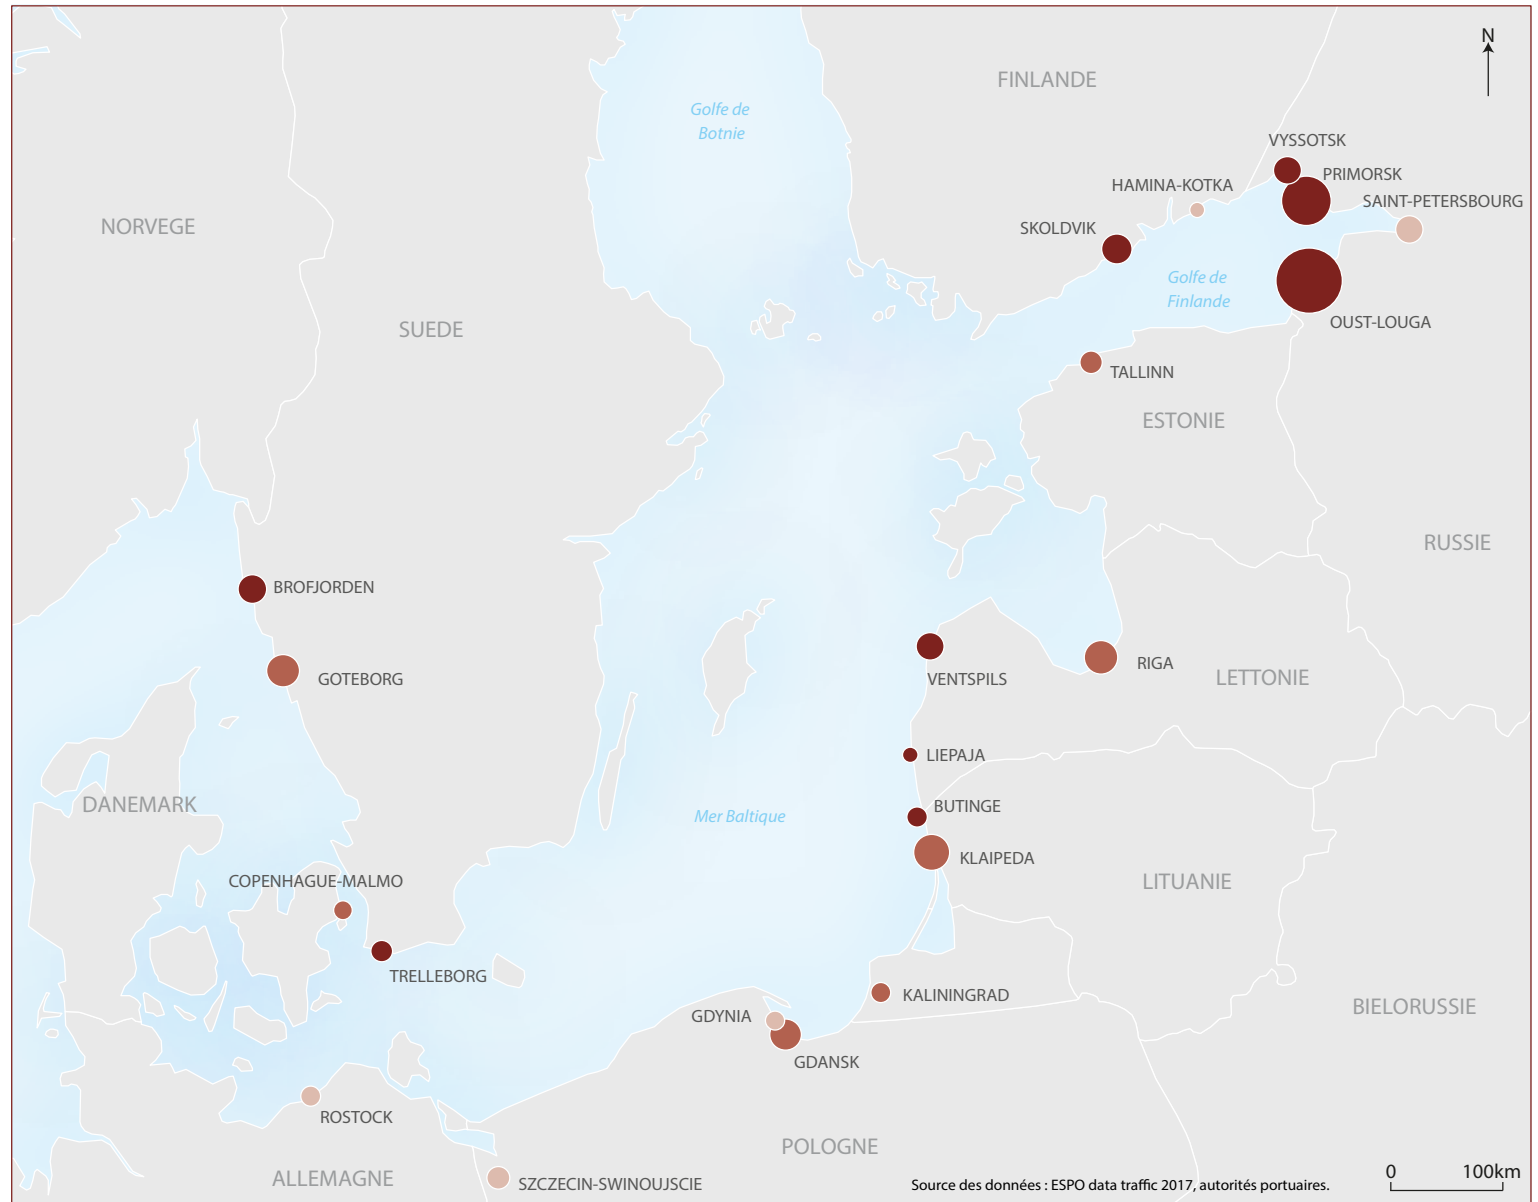 N
FINLANDE
Golfe de
Botnie
VYSSOTSK
PRIMORSK
HAMINA-KOTKA
SAINT-PETERSBOURG
NORVEGE
SKOLDVIK
Golfe de
Finlande
SUEDE
OUST-LOUGA
TALLINN
ESTONIE
RUSSIE
BROFJORDEN
GOTEBORG
VENTSPILS
RIGA
LETTONIE
LIEPAJA
DANEMARK
BUTINGE
Mer Baltique
KLAIPEDA
COPENHAGUE-MALMO
LITUANIE
TRELLEBORG
KALININGRAD
BIELORUSSIE
GDYNIA
GDANSK
ROSTOCK
POLOGNE
ALLEMAGNE
SZCZECIN-SWINOUJSCIE
0 100km
Source des données : ESPO data traffic 2017, autorités portuaires.